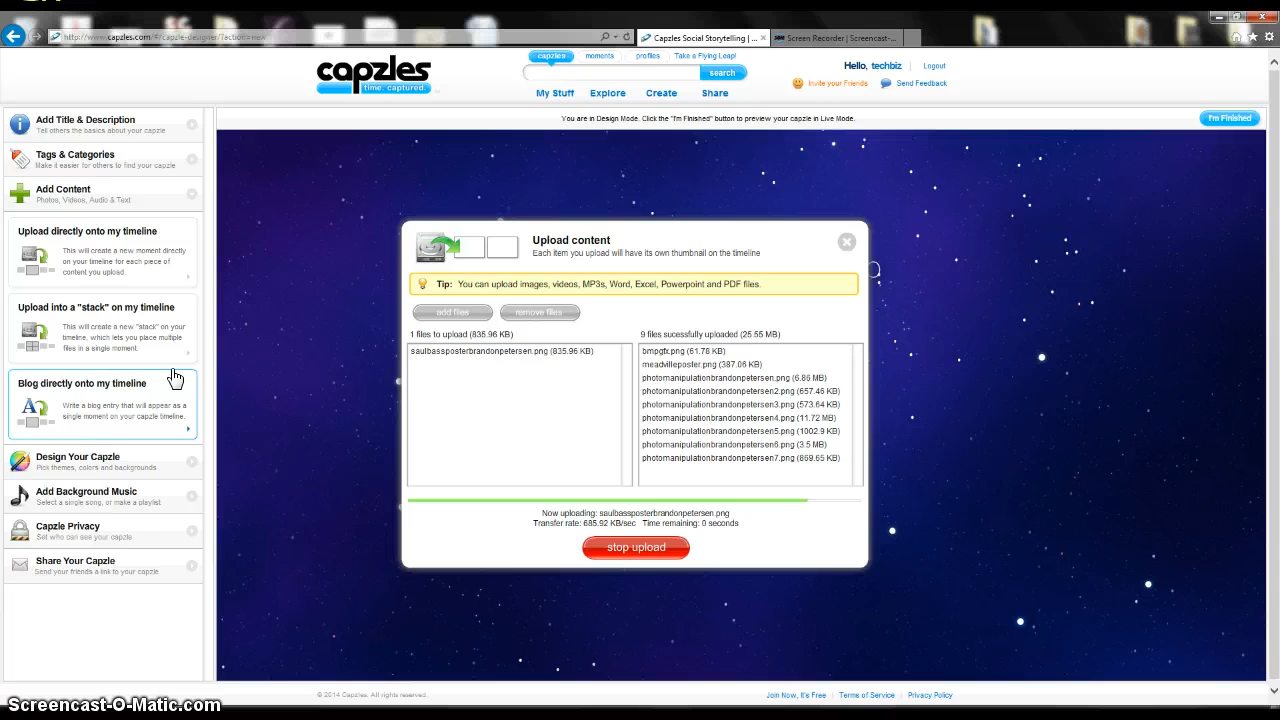 http://www.capzles.com/#/capzle-designer/?action=new
Capzles Social Storytelling | ...
Screen Recorder | Screencast-...
capzles
time. captured.
capzles
moments
profiles
Take a Flying Leap!
search
My Stuff
Explore
Create
Share
Hello, techbiz
Logout
Invite your Friends
Send Feedback
You are in Design Mode. Click the "I'm Finished" button to preview your capzle in Live Mode.
I'm Finished
Add Title & Description
Tell others the basics about your capzle
Tags & Categories
Make it easier for others to find your capzle
Add Content
Photos, Videos, Audio & Text
Upload directly onto my timeline
This will create a new moment directly
on your timeline for each piece of
content you upload.
Upload into a "stack" on my timeline
This will create a new "stack" on your
timeline, which lets you place multiple
files in a single moment.
Blog directly onto my timeline
Write a blog entry that will appear as a
single moment on your capzle timeline.
Design Your Capzle
Pick themes, colors and backgrounds
Add Background Music
Select a single song, or make a playlist
Capzle Privacy
Set who can see your capzle
Share Your Capzle
Send your friends a link to your capzle
Upload content
Each item you upload will have its own thumbnail on the timeline
Tip: You can upload images, videos, MP3s, Word, Excel, Powerpoint and PDF files.
add files
remove files
1 files to upload (835.96 KB)
saulbassposterbrandonpetersen.png (835.96 KB)
9 files sucessfully uploaded (25.55 MB)
bmpgfx.png (61.78 KB)
meadvilleposter.png (387.06 KB)
photomanipulationbrandonpetersen.png (6.86 MB)
photomanipulationbrandonpetersen2.png (657.46 KB)
photomanipulationbrandonpetersen3.png (573.64 KB)
photomanipulationbrandonpetersen4.png (11.72 MB)
photomanipulationbrandonpetersen5.png (1002.9 KB)
photomanipulationbrandonpetersen6.png (3.5 MB)
photomanipulationbrandonpetersen7.png (869.65 KB)
Now uploading: saulbassposterbrandonpetersen.png
Transfer rate: 685.92 KB/sec Time remaining: 0 seconds
stop upload
© 2014 Capzles. All rights reserved.
Join Now, It's Free
Terms of Service
Privacy Policy
Screencast-O-Matic.com